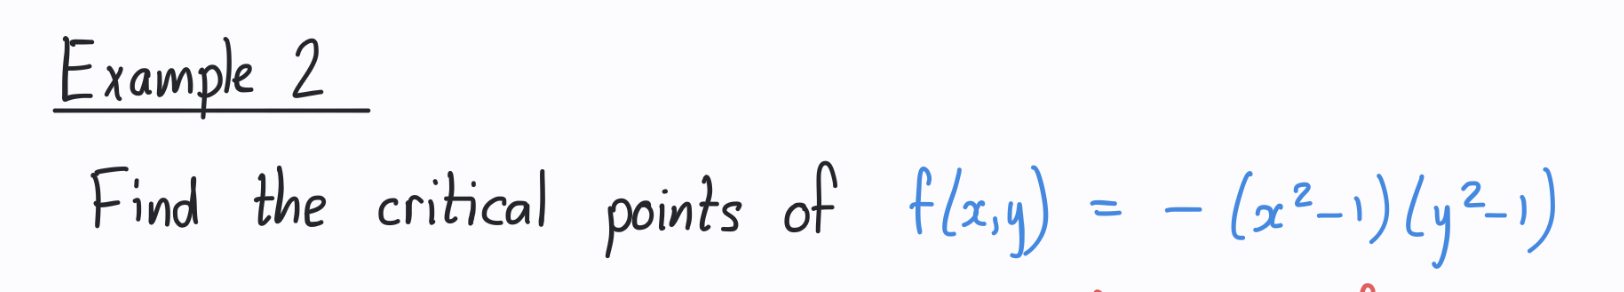 Example 2
Find the critical points of f(x,y) = - (x²-1)(y²-1)